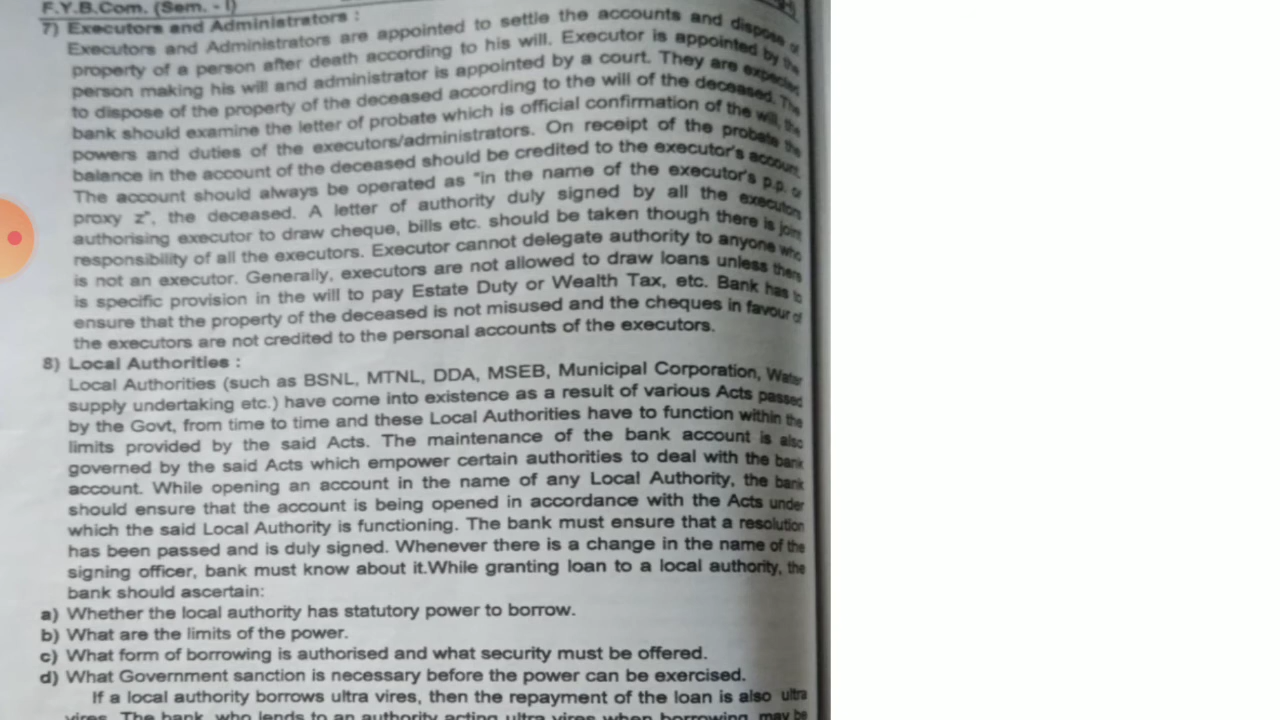 F.Y.B.Com. (Sem. - I)
7) Executors and Administrators :
Executors and Administrators are appointed to settle the accounts and dispose of
property of a person after death according to his will. Executor is appointed by the
person making his will and administrator is appointed by a court. They are expected
to dispose of the property of the deceased according to the will of the deceased. The
bank should examine the letter of probate which is official confirmation of the will, the
powers and duties of the executors/administrators. On receipt of the probate the
balance in the account of the deceased should be credited to the executor's account.
The account should always be operated as "in the name of the executor's p.p. or
proxy z", the deceased. A letter of authority duly signed by all the executors
authorising executor to draw cheque, bills etc. should be taken though there is joint
responsibility of all the executors. Executor cannot delegate authority to anyone who
is not an executor. Generally, executors are not allowed to draw loans unless there
is specific provision in the will to pay Estate Duty or Wealth Tax, etc. Bank has to
ensure that the property of the deceased is not misused and the cheques in favour of
the executors are not credited to the personal accounts of the executors.
8) Local Authorities :
Local Authorities (such as BSNL, MTNL, DDA, MSEB, Municipal Corporation, Water
supply undertaking etc.) have come into existence as a result of various Acts passed
by the Govt, from time to time and these Local Authorities have to function within the
limits provided by the said Acts. The maintenance of the bank account is also
governed by the said Acts which empower certain authorities to deal with the bank
account. While opening an account in the name of any Local Authority, the bank
should ensure that the account is being opened in accordance with the Acts under
which the said Local Authority is functioning. The bank must ensure that a resolution
has been passed and is duly signed. Whenever there is a change in the name of the
signing officer, bank must know about it.While granting loan to a local authority, the
bank should ascertain:
a) Whether the local authority has statutory power to borrow.
b) What are the limits of the power.
c) What form of borrowing is authorised and what security must be offered.
d) What Government sanction is necessary before the power can be exercised.
If a local authority borrows ultra vires, then the repayment of the loan is also ultra
vires. The bank, who lends to an authority acting ultra vires when borrowing, may be